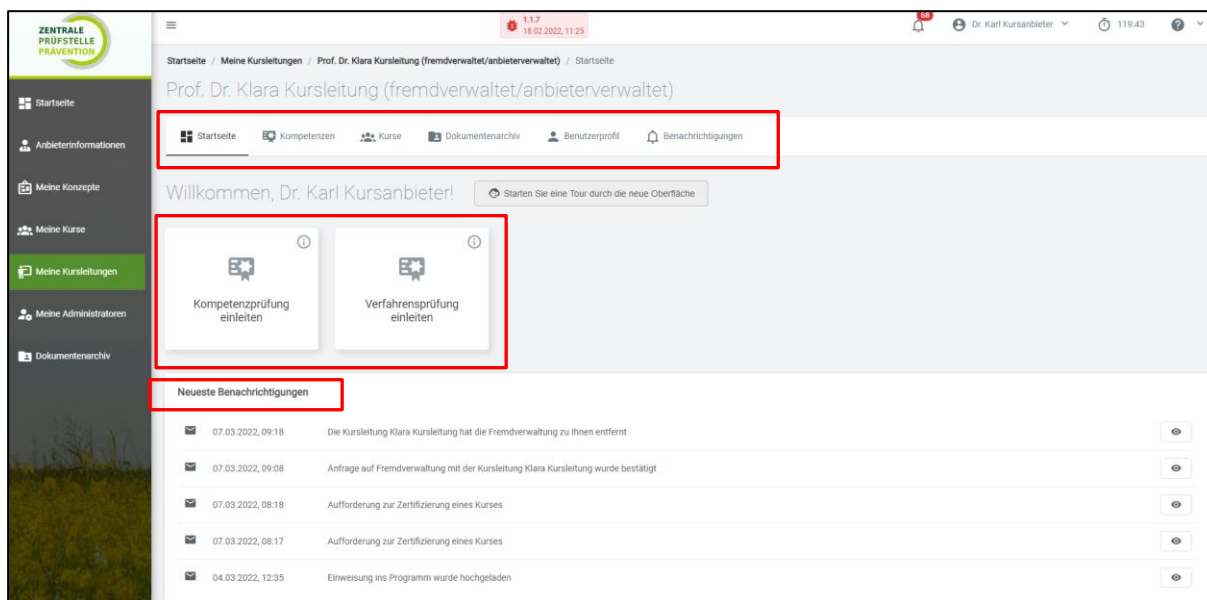 ZENTRALE
PRÜFSTELLE
PRÄVENTION
1.1.7
18.02.2022, 11:25
68
Dr. Karl Kursanbieter
119:43
Startseite / Meine Kursleitungen / Prof. Dr. Klara Kursleitung (fremdverwaltet/anbieterverwaltet) / Startseite
Prof. Dr. Klara Kursleitung (fremdverwaltet/anbieterverwaltet)
Startseite
Anbieterinformationen
Meine Konzepte
Meine Kurse
Meine Kursleitungen
Meine Administratoren
Dokumentenarchiv
Startseite Kompetenzen Kurse Dokumentenarchiv Benutzerprofil Benachrichtigungen
Willkommen, Dr. Karl Kursanbieter!
Starten Sie eine Tour durch die neue Oberfläche
Kompetenzprüfung
einleiten
Verfahrensprüfung
einleiten
Neueste Benachrichtigungen
07.03.2022, 09:18 Die Kursleitung Klara Kursleitung hat die Fremdverwaltung zu Ihnen entfernt
07.03.2022, 09:08 Anfrage auf Fremdverwaltung mit der Kursleitung Klara Kursleitung wurde bestätigt
07.03.2022, 08:18 Aufforderung zur Zertifizierung eines Kurses
07.03.2022, 08:17 Aufforderung zur Zertifizierung eines Kurses
04.03.2022, 12:35 Einweisung ins Programm wurde hochgeladen